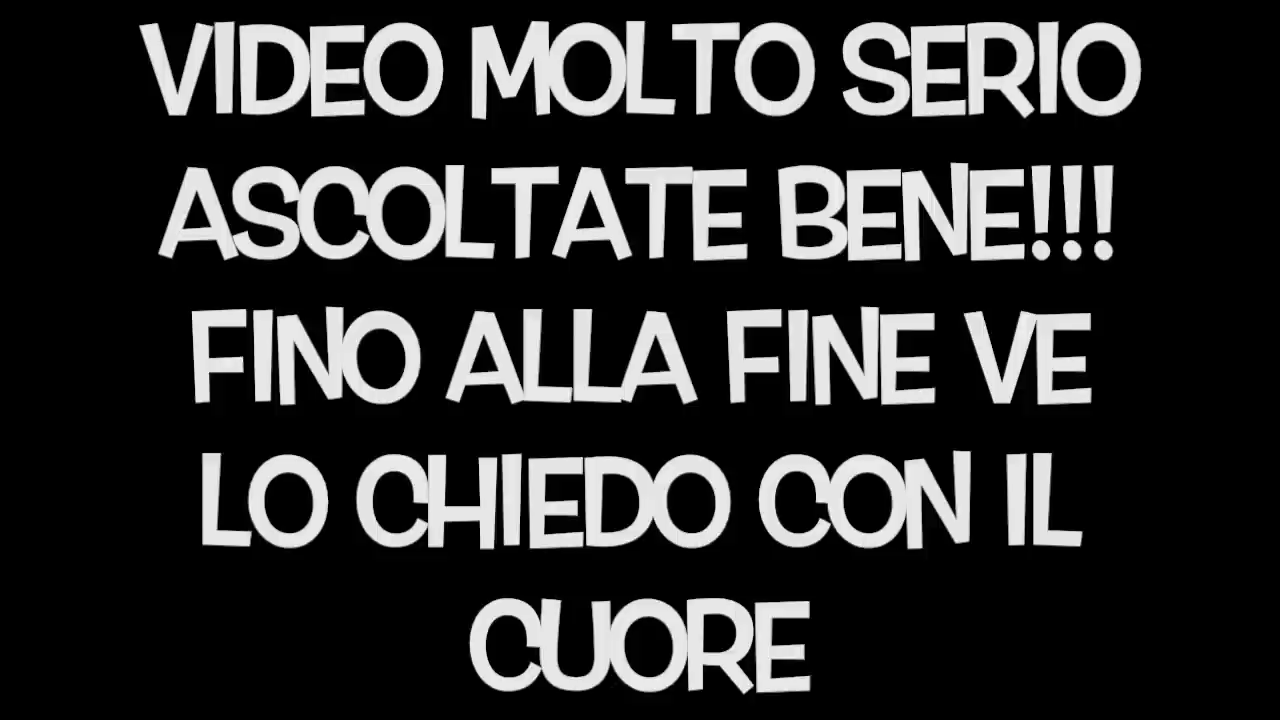 VIDEO MOLTO SERIO
ASCOLTATE BENE!!!
FINO ALLA FINE VE
LO CHIEDO CON IL
CUORE